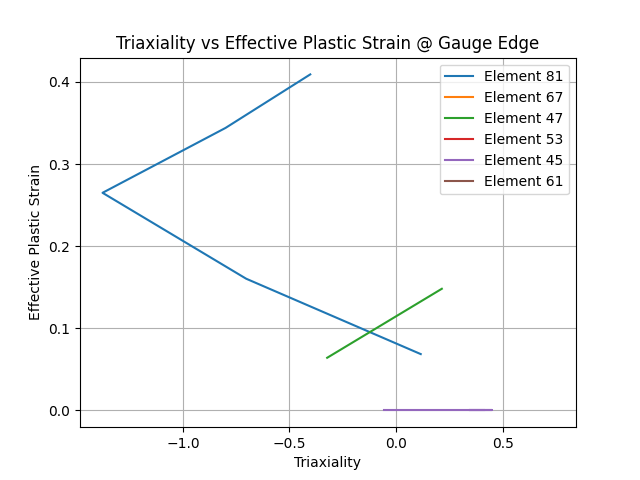 Triaxiality vs Effective Plastic Strain @ Gauge Edge
Effective Plastic Strain
0.4
0.3
0.2
0.1
0.0
Element 81
Element 67
Element 47
Element 53
Element 45
Element 61
−1.0
−0.5
0.0
0.5
Triaxiality